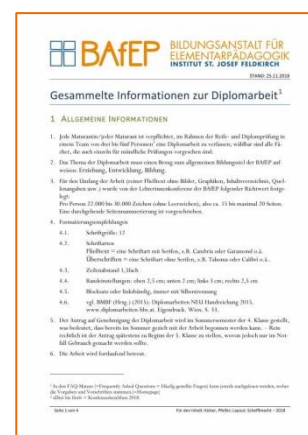 BAfEP
BILDUNGSANSTALT FÜR
ELEMENTARPÄDAGOGIK
INSTITUT ST. JOSEF FELDKIRCH
STAND: 25.11.2018
Gesammelte Informationen zur Diplomarbeit¹
1 ALLGEMEINE INFORMATIONEN
1. Jede Maturantin/jeder Maturant ist verpflichtet, im Rahmen der Reife- und Diplomprüfung in
einem Team von drei bis fünf Personen² eine Diplomarbeit zu verfassen, wählbar sind alle Fä-
cher, die auch einzeln für mündliche Prüfungen vorgesehen sind.
2. Das Thema der Diplomarbeit muss einen Bezug zum allgemeinen Bildungsziel der BAfEP auf-
weisen: Erziehung, Entwicklung, Bildung.
3. Für den Umfang der Arbeit (reiner Fließtext ohne Bilder, Graphiken, Inhaltsverzeichnis, Quel-
lenangaben usw.) wurde von der LehrerInnenkonferenz der BAfEP folgender Richtwert festge-
legt:
Pro Person 22.000 bis 30.000 Zeichen (ohne Leerzeichen), also ca. 15 bis maximal 20 Seiten.
Eine durchgehende Seitennummerierung ist vorgeschrieben.
4. Formatierungsempfehlungen
4.1. Schriftgröße: 12
4.2. Schriftarten
Fließtext = eine Schriftart mit Serifen, z.B. Cambria oder Garamond o.ä.
Überschriften = eine Schriftart ohne Serifen, z.B. Tahoma oder Calibri o.ä.
4.3. Zeilenabstand 1,5fach
4.4. Randeinstellungen: oben 2,5 cm; unten 2 cm; links 3 cm; rechts 2,5 cm
4.5. Blocksatz oder linksbündig, immer mit Silbentrennung
4.6. vgl. BMBF (Hrsg.) (2015): Diplomarbeiten NEU Handreichung 2015.
www.diplomarbeiten-bbs.at. Eigendruck. Wien. S. 33.
5. Der Antrag auf Genehmigung der Diplomarbeit wird im Sommersemester der 4. Klasse gestellt,
was bedeutet, dass bereits im Sommer gezielt mit der Arbeit begonnen werden kann. – Rein
rechtlich ist der Antrag spätestens zu Beginn der 5. Klasse zu stellen, wovon jedoch nur im Not-
fall Gebrauch gemacht werden sollte.
6. Die Arbeit wird fortlaufend betreut.
Seite 1 von 4